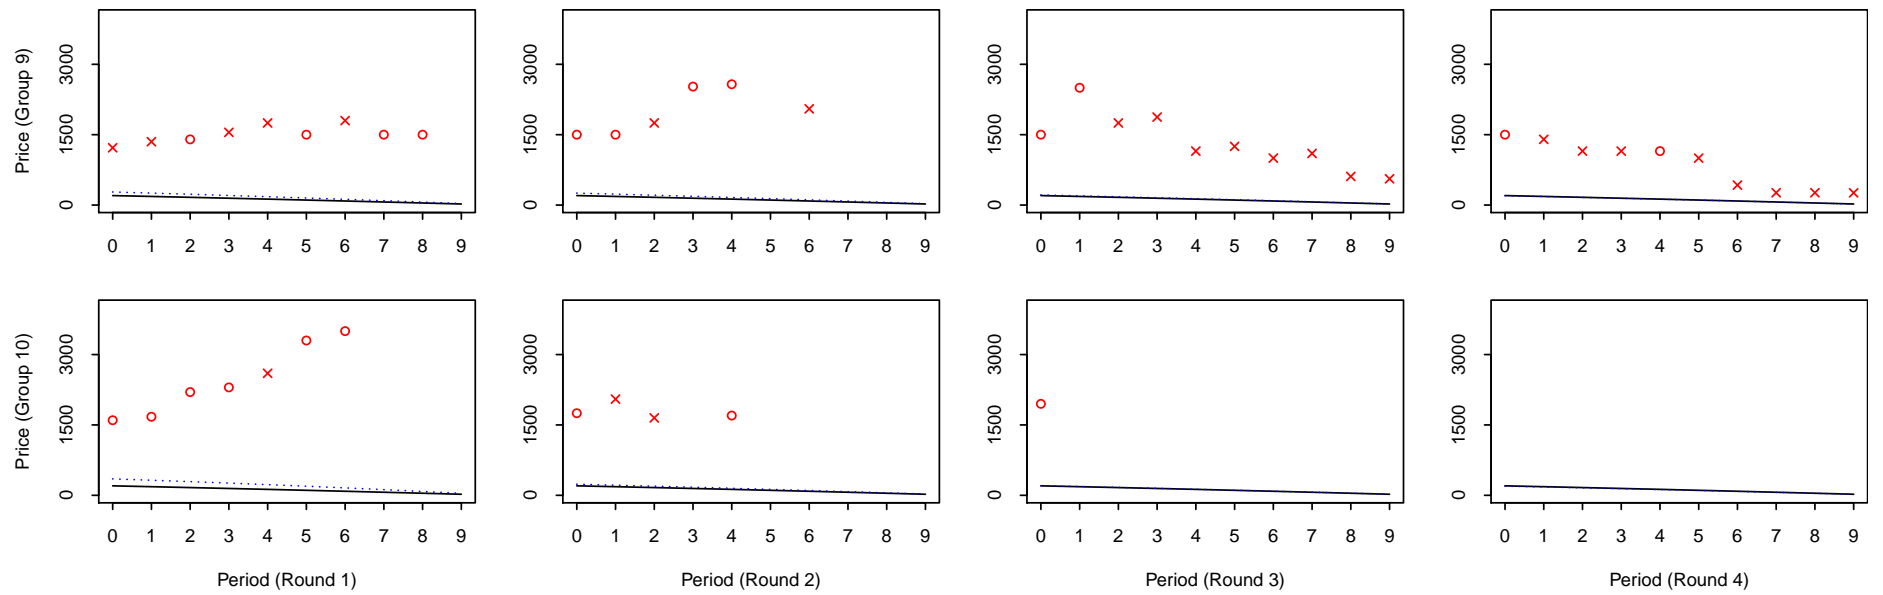 Price (Group 9)
3000
1500
0
0 1 2 3 4 5 6 7 8 9
3000
1500
0
0 1 2 3 4 5 6 7 8 9
3000
1500
0
0 1 2 3 4 5 6 7 8 9
3000
1500
0
0 1 2 3 4 5 6 7 8 9
Price (Group 10)
3000
1500
0
0 1 2 3 4 5 6 7 8 9
Period (Round 1)
3000
1500
0
0 1 2 3 4 5 6 7 8 9
Period (Round 2)
3000
1500
0
0 1 2 3 4 5 6 7 8 9
Period (Round 3)
3000
1500
0
0 1 2 3 4 5 6 7 8 9
Period (Round 4)